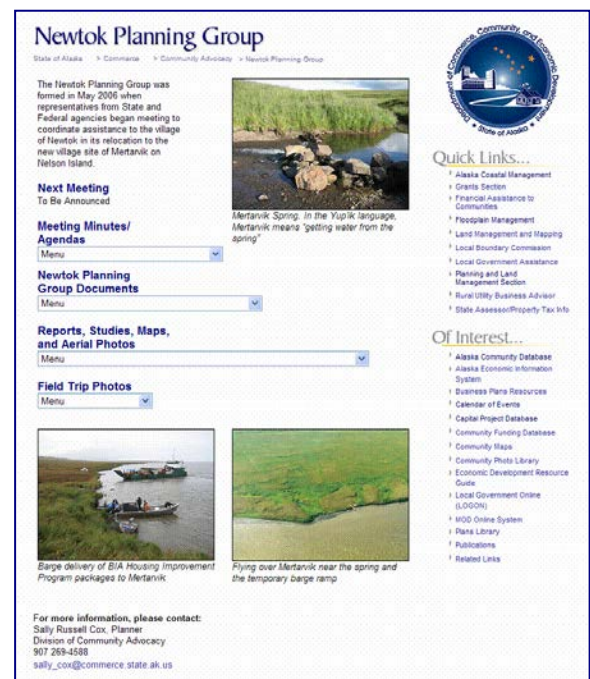 Newtok Planning Group
State of Alaska > Commerce > Community Advocacy > Newtok Planning Group
The Newtok Planning Group was
formed in May 2006 when
representatives from State and
Federal agencies began meeting to
coordinate assistance to the village
of Newtok in its relocation to the
new village site of Mertarvik on
Nelson Island.
Next Meeting
To Be Announced
Mertarvik Spring. In the Yup'ik language,
Mertarvik means "getting water from the
spring"
Meeting Minutes/
Agendas
Menu
Newtok Planning
Group Documents
Menu
Reports, Studies, Maps,
and Aerial Photos
Menu
Field Trip Photos
Menu
Barge delivery of BIA Housing Improvement
Program packages to Mertarvik
Flying over Mertarvik near the spring and
the temporary barge ramp
For more information, please contact:
Sally Russell Cox, Planner
Division of Community Advocacy
907 269-4588
sally_cox@commerce.state.ak.us
Department of Commerce, Community, and Economic Development
State of Alaska
Quick Links...
Alaska Coastal Management
Grants Section
Financial Assistance to
Communities
Floodplain Management
Land Management and Mapping
Local Boundary Commission
Local Government Assistance
Planning and Land
Management Section
Rural Utility Business Advisor
State Assessor/Property Tax Info
Of Interest...
Alaska Community Database
Alaska Economic Information
System
Business Plans Resources
Calendar of Events
Capital Project Database
Community Funding Database
Community Maps
Community Photo Library
Economic Development Resource
Guide
Local Government Online
(LOGON)
MOD Online System
Plans Library
Publications
Related Links